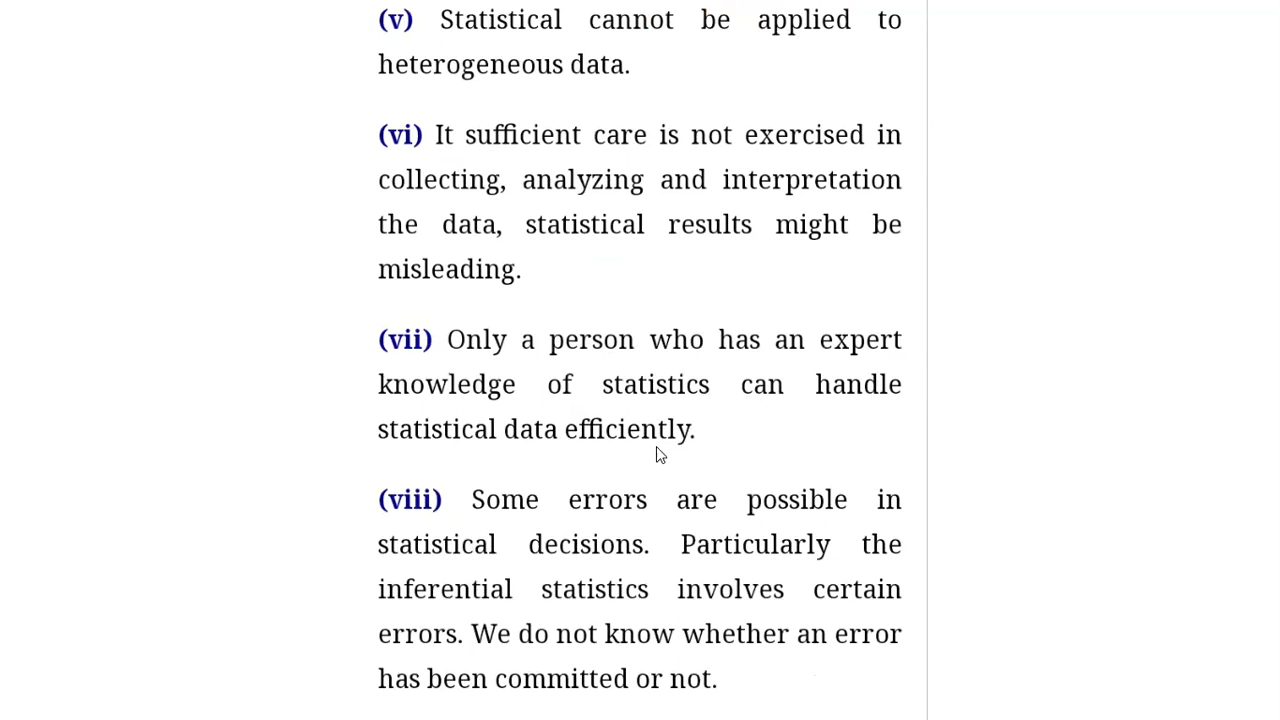 (v) Statistical cannot be applied to
heterogeneous data.
(vi) It sufficient care is not exercised in
collecting, analyzing and interpretation
the data, statistical results might be
misleading.
(vii) Only a person who has an expert
knowledge of statistics can handle
statistical data efficiently.
(viii) Some errors are possible in
statistical decisions. Particularly the
inferential statistics involves certain
errors. We do not know whether an error
has been committed or not.